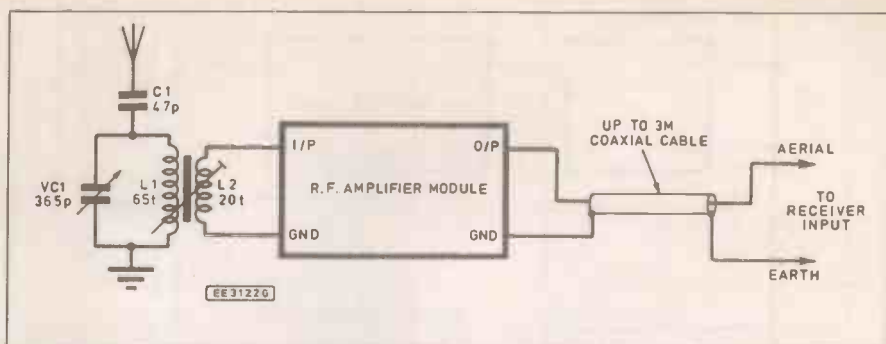 C1
47p
VC1
365p
L1
65t
L2
20t
I/P
GND
R.F. AMPLIFIER MODULE
O/P
GND
UP TO 3M
COAXIAL CABLE
AERIAL
TO
RECEIVER
INPUT
EARTH
EE3122G